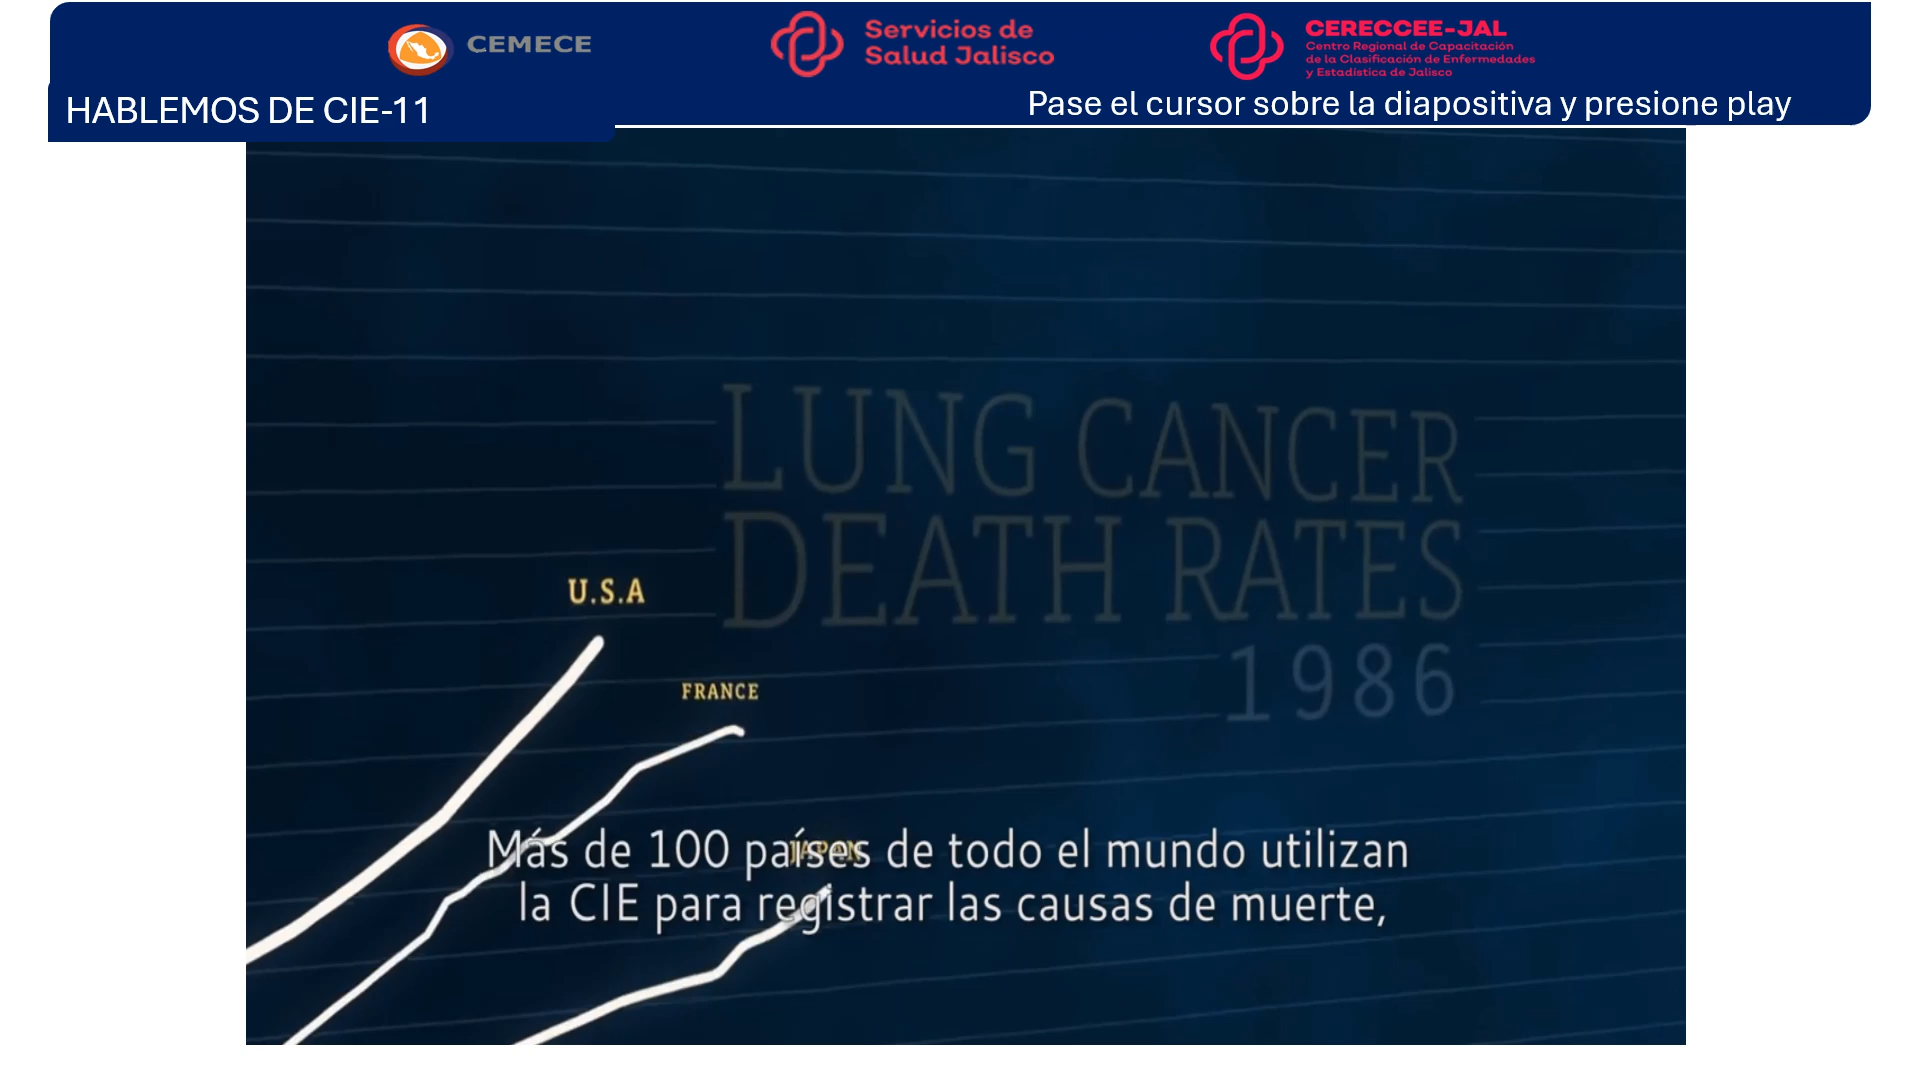 CEMECE
Servicios de
Salud Jalisco
CERECCEE-JAL
Centro Regional de Capacitación
de la Clasificación de Enfermedades
y Estadística de Jalisco
HABLEMOS DE CIE-11
Pase el cursor sobre la diapositiva y presione play
LUNG CANCER
DEATH RATES
1986
U.S.A
FRANCE
JAPAN
Más de 100 países de todo el mundo utilizan
la CIE para registrar las causas de muerte,